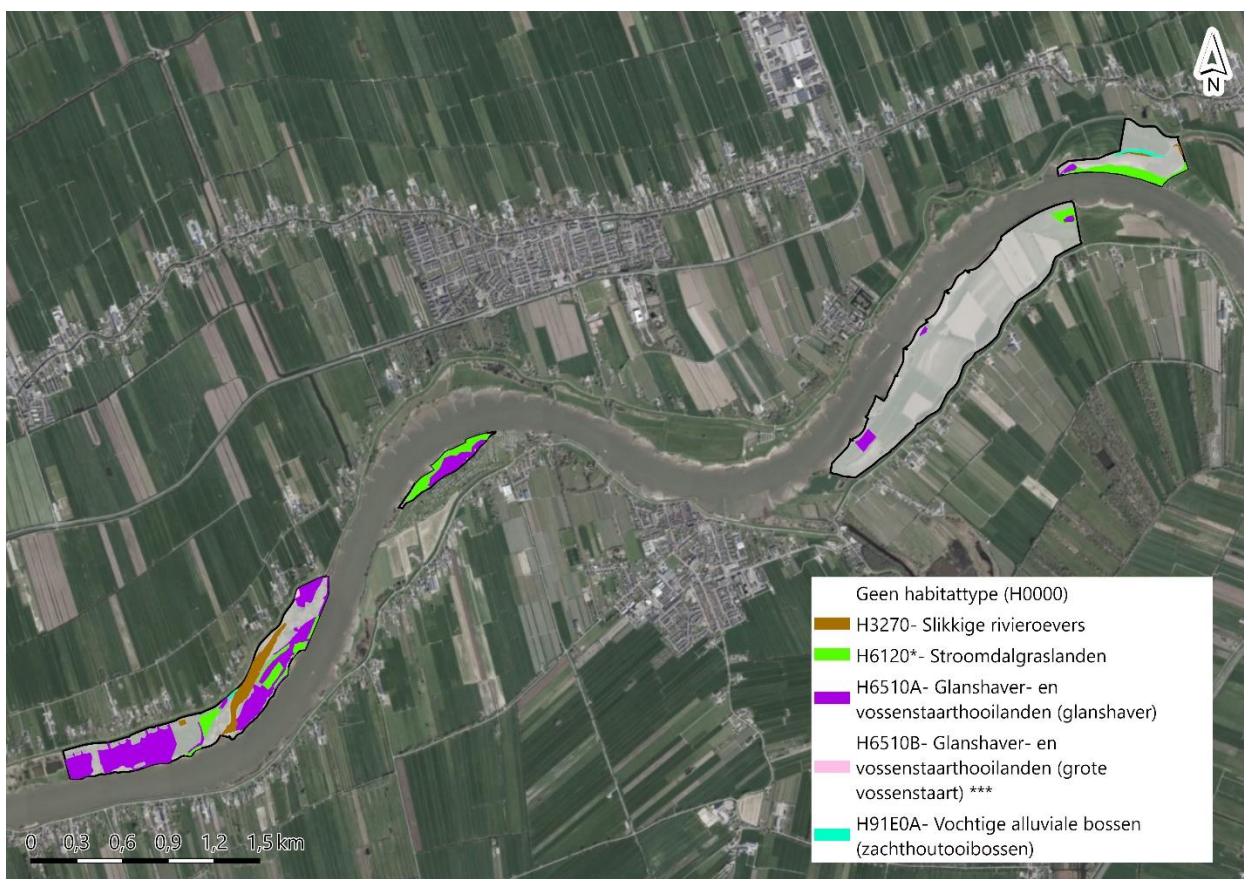 N
Geen habitattype (H0000)
H3270- Slikkige rivieroevers
H6120*- Stroomdalgraslanden
H6510A- Glanshaver- en
vossenstaarthooilanden (glanshaver)
H6510B- Glanshaver- en
vossenstaarthooilanden (grote
vossenstaart) ***
H91E0A- Vochtige alluviale bossen
(zachthoutooibossen)
0 0,3 0,6 0,9 1,2 1,5 km